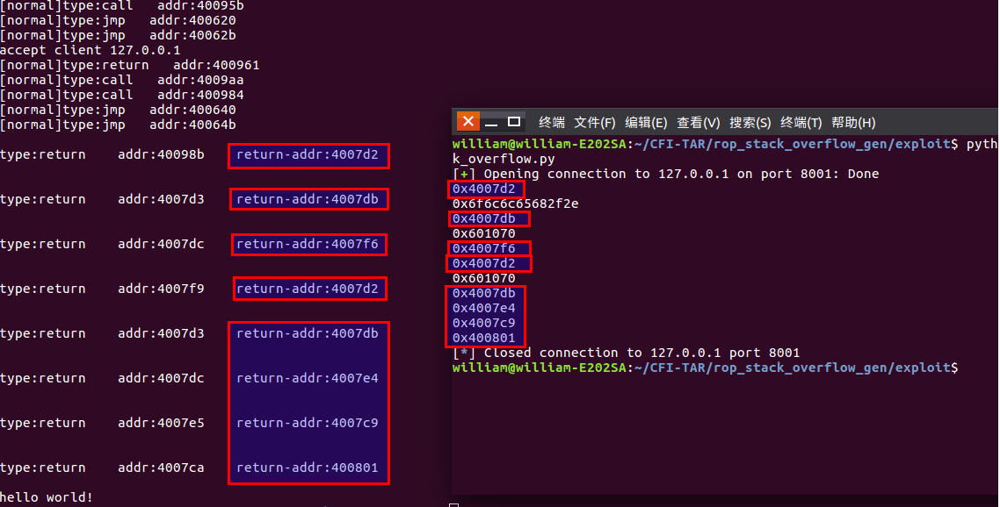 [normal]type:call   addr:40095b
[normal]type:jmp   addr:400620
[normal]type:jmp   addr:40062b
accept client 127.0.0.1
[normal]type:return   addr:400961
[normal]type:call   addr:4009aa
[normal]type:call   addr:400984
[normal]type:jmp   addr:400640
[normal]type:jmp   addr:40064b
type:return    addr:40098b    return-addr:4007d2
type:return    addr:4007d3    return-addr:4007db
type:return    addr:4007dc    return-addr:4007f6
type:return    addr:4007f9    return-addr:4007d2
type:return    addr:4007d3    return-addr:4007db
type:return    addr:4007dc    return-addr:4007e4
type:return    addr:4007e5    return-addr:4007c9
type:return    addr:4007ca    return-addr:400801
hello world!
终端 文件(F) 编辑(E) 查看(V) 搜索(S) 终端(T) 帮助(H)
william@william-E202SA:~/CFI-TAR/rop_stack_overflow_gen/exploit$ pyth
k_overflow.py
[+] Opening connection to 127.0.0.1 on port 8001: Done
0x4007d2
0x6f6c6c65682f2e
0x4007db
0x601070
0x4007f6
0x4007d2
0x601070
0x4007db
0x4007e4
0x4007c9
0x400801
[*] Closed connection to 127.0.0.1 port 8001
william@william-E202SA:~/CFI-TAR/rop_stack_overflow_gen/exploit$